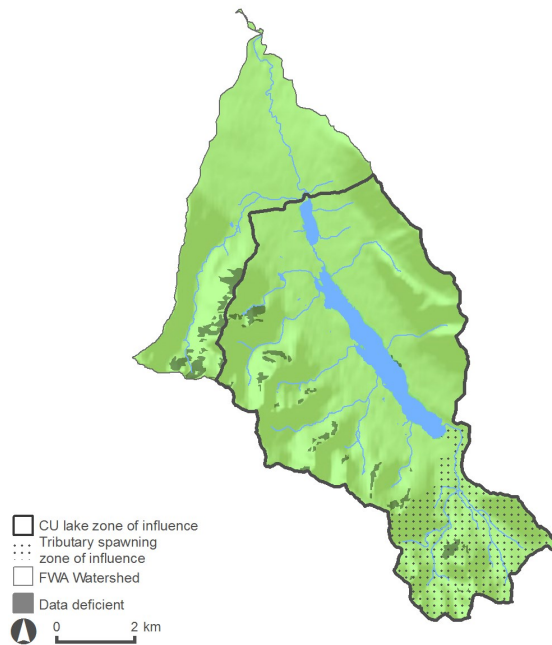 CU lake zone of influence
Tributary spawning
zone of influence
FWA Watershed
Data deficient
0 2 km